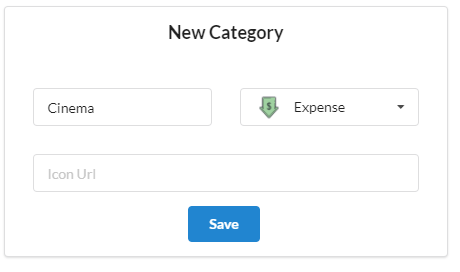 New Category
Cinema
$ Expense
Icon Url
Save